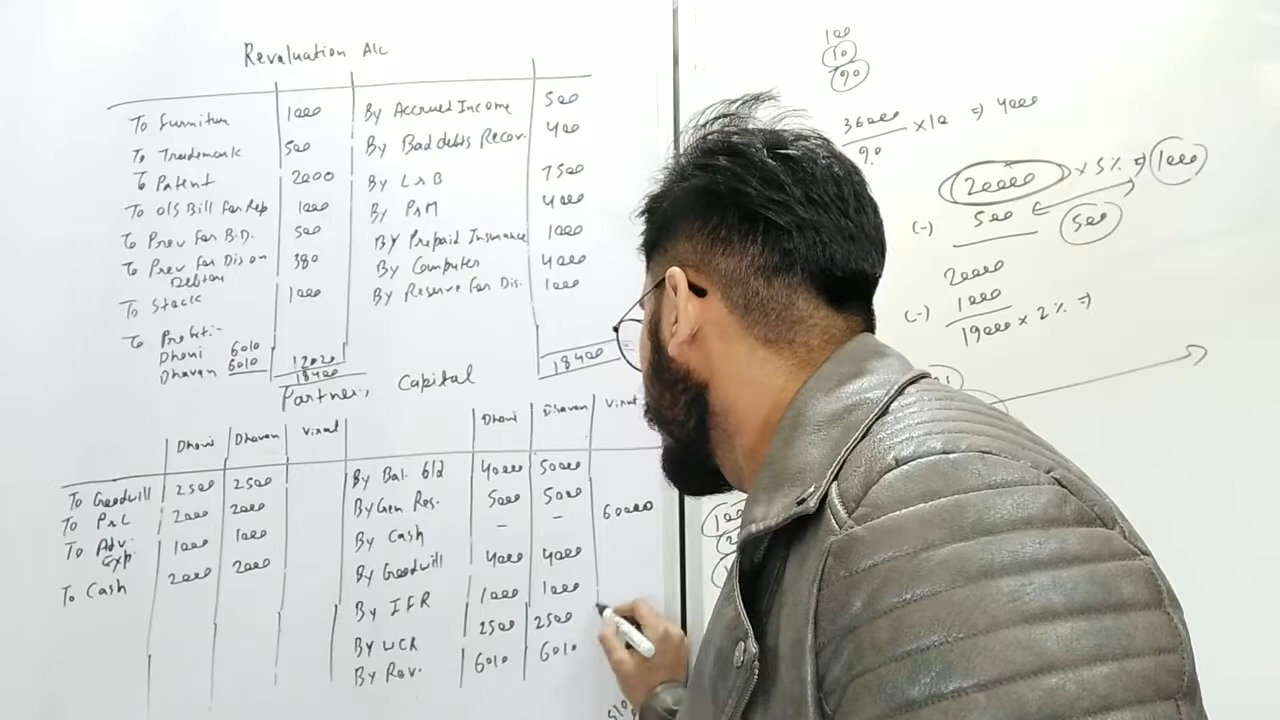 Revaluation A/c
To Furniture 1000 By Accrued Income 500
To Trademark 500 By Bad debts Recov. 400
To Patent 2000 By L&B 7500
To O/S Bill For Rep 1000 By P&M 4000
To Prov For B.D. 500 By Prepaid Insurance 1000
To Prov For Dis on Debtors 380 By Computer 4000
To Stock 1000 By Reserve For Dis. 1000
To Profit:-
Dhoni 6010
Dhavan 6010 12020
18400 18400
Partners Capital
Dhoni Dhavan Virat Dhoni Dhavan Virat
To Goodwill 2500 2500 By Bal. b/d 40000 50000
To P&L 2000 2000 By Gen Res. 5000 5000
To Adv. Exp. 1000 1000 By Cash - - 60000
To Cash 2000 2000 By Goodwill 4000 4000
By IFR 1000 1000
By WCR 2500 2500
By Rev. 6010 6010
100
10
90
36000 / 90 × 10 ⇒ 4000
20000 × 5% ⇒ 1000
(-) 500 500
20000
(-) 1000
19000 × 2% ⇒